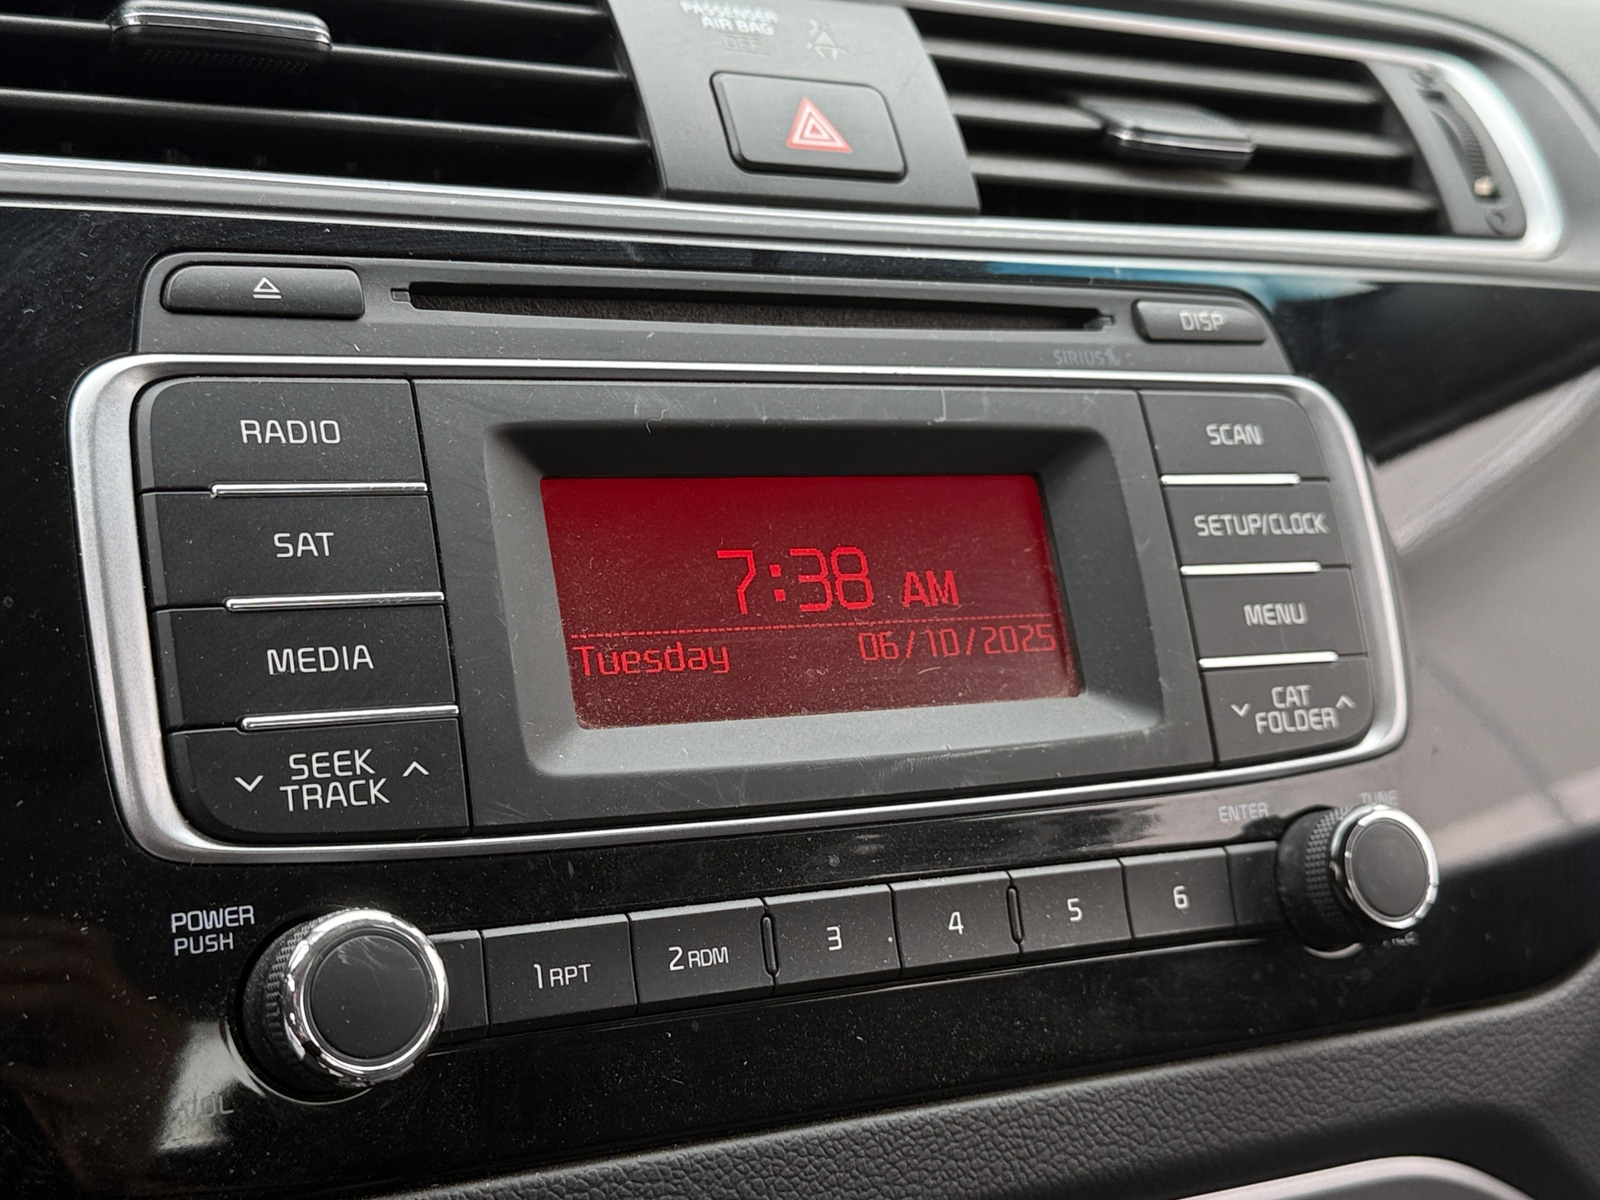 PASSENGER
AIR BAG
OFF
DISP
SIRIUS
RADIO
SCAN
SAT
SETUP/CLOCK
7:38 AM
MEDIA
MENU
Tuesday 06/10/2025
SEEK
TRACK
CAT
FOLDER
ENTER
TUNE
POWER
PUSH
1 RPT
2 RDM
3
4
5
6
VOL